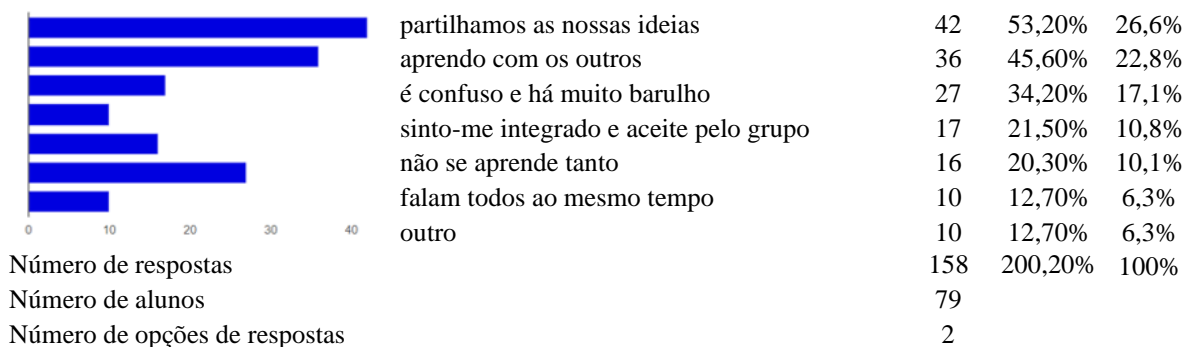 partilhamos as nossas ideias 42 53,20% 26,6%
aprendo com os outros 36 45,60% 22,8%
é confuso e há muito barulho 27 34,20% 17,1%
sinto-me integrado e aceite pelo grupo 17 21,50% 10,8%
não se aprende tanto 16 20,30% 10,1%
falam todos ao mesmo tempo 10 12,70% 6,3%
0 10 20 30 40
outro 10 12,70% 6,3%
Número de respostas 158 200,20% 100%
Número de alunos 79
Número de opções de respostas 2